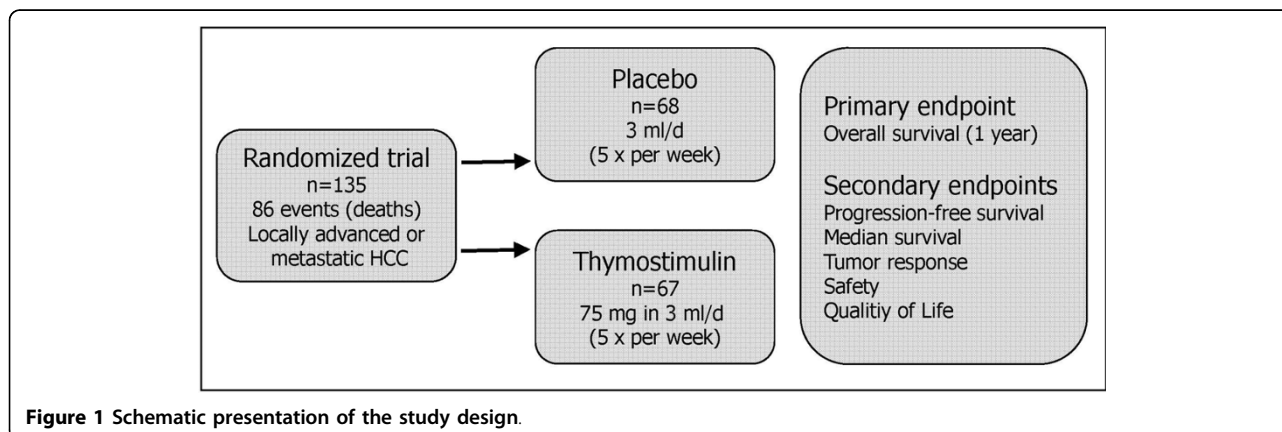 Randomized trial
n=135
86 events (deaths)
Locally advanced or
metastatic HCC
Placebo
n=68
3 ml/d
(5 x per week)
Thymostimulin
n=67
75 mg in 3 ml/d
(5 x per week)
Primary endpoint
Overall survival (1 year)
Secondary endpoints
Progression-free survival
Median survival
Tumor response
Safety
Qualitiy of Life
Figure 1 Schematic presentation of the study design.